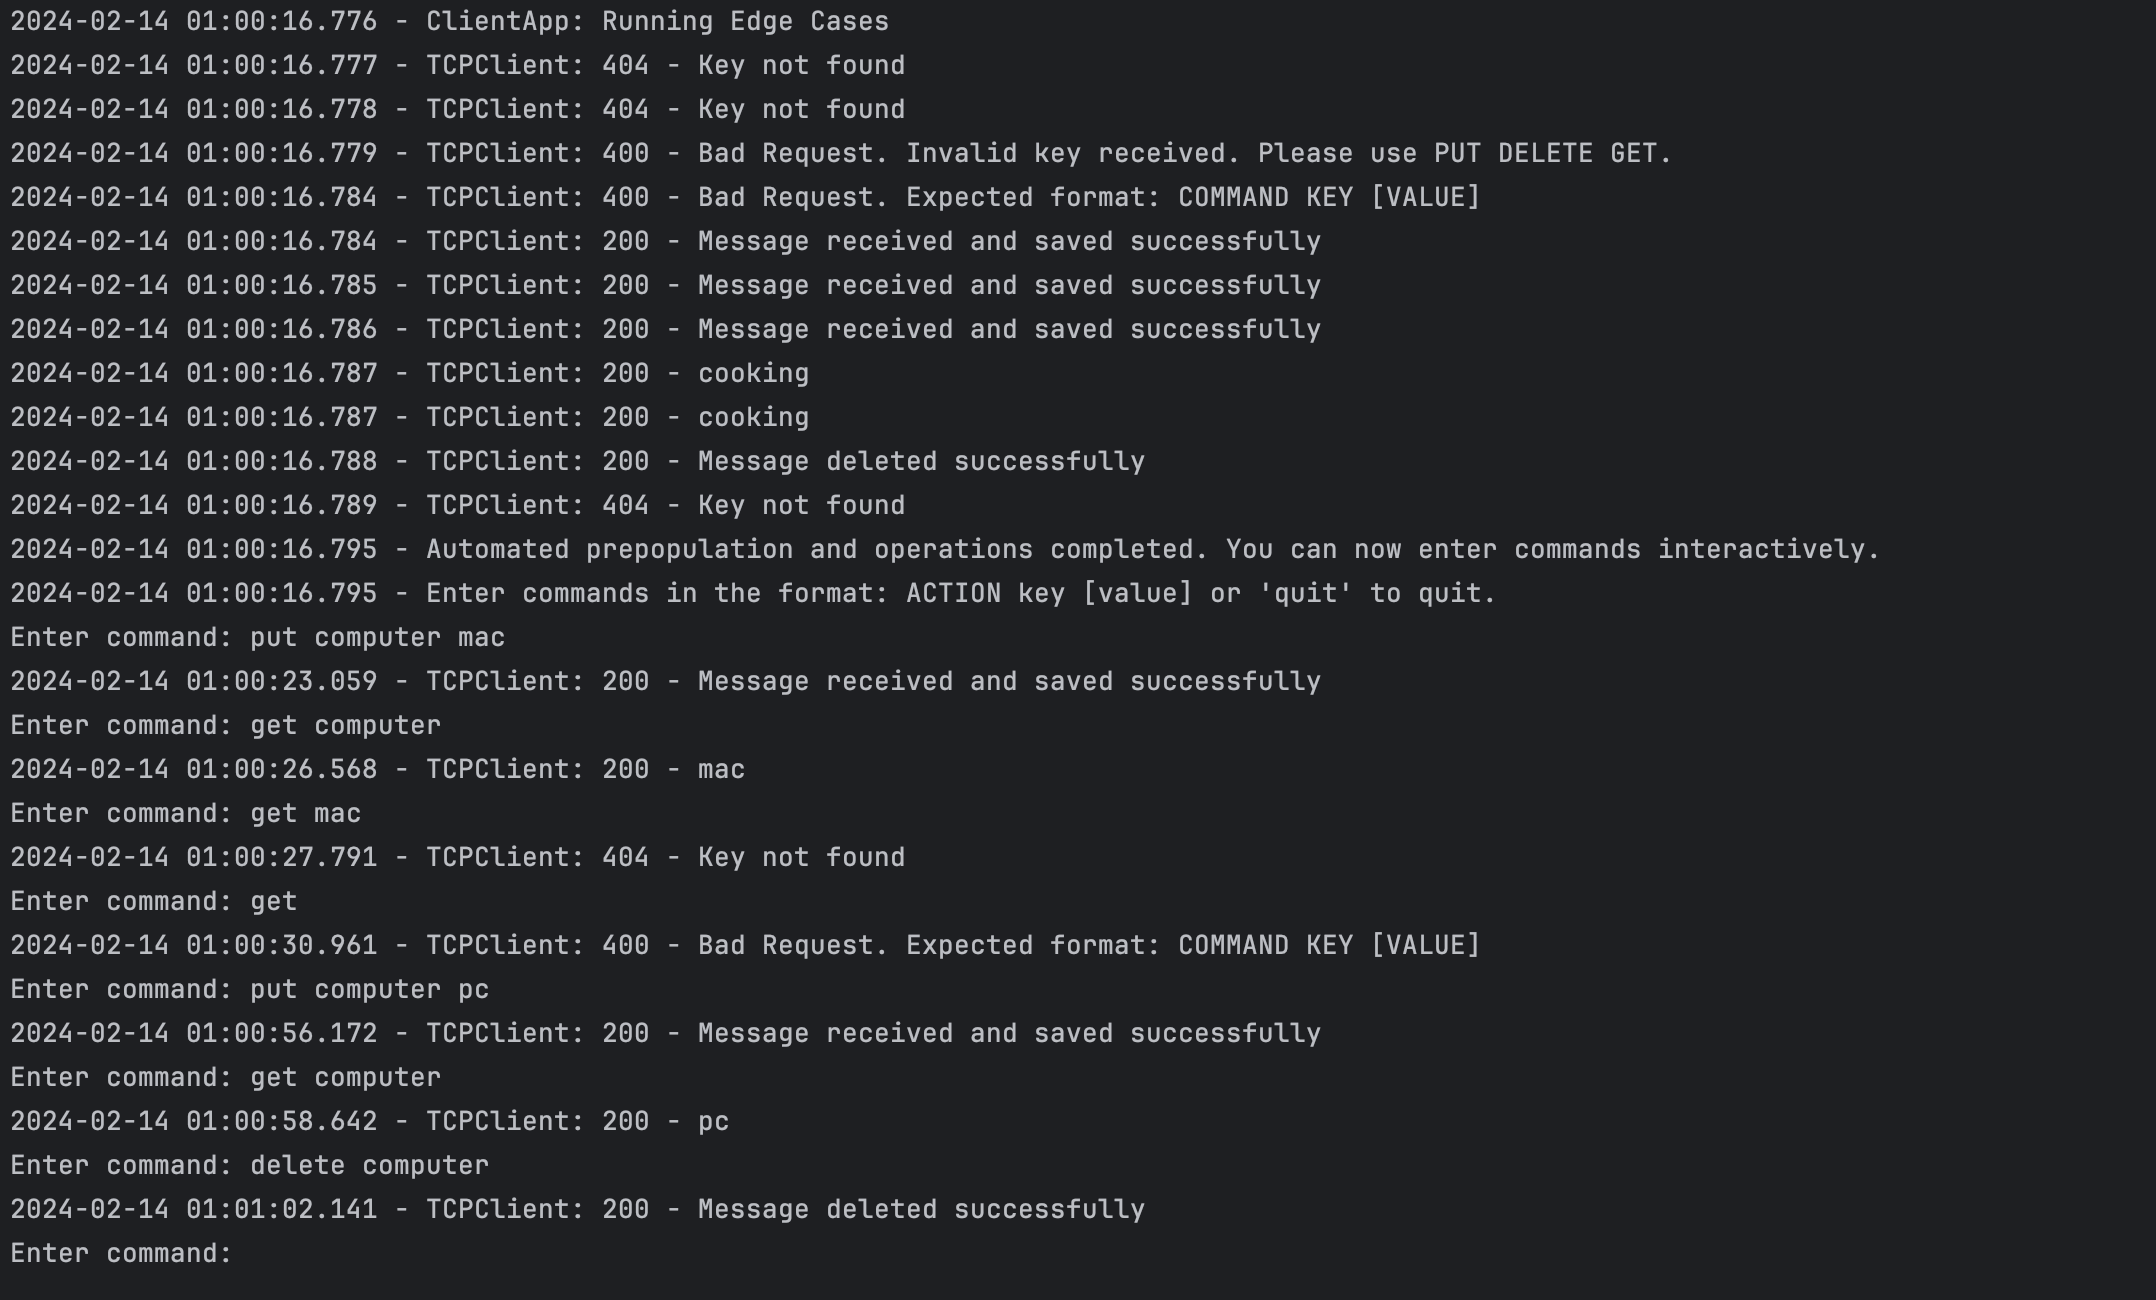 2024-02-14 01:00:16.776 - ClientApp: Running Edge Cases
2024-02-14 01:00:16.777 - TCPClient: 404 - Key not found
2024-02-14 01:00:16.778 - TCPClient: 404 - Key not found
2024-02-14 01:00:16.779 - TCPClient: 400 - Bad Request. Invalid key received. Please use PUT DELETE GET.
2024-02-14 01:00:16.784 - TCPClient: 400 - Bad Request. Expected format: COMMAND KEY [VALUE]
2024-02-14 01:00:16.784 - TCPClient: 200 - Message received and saved successfully
2024-02-14 01:00:16.785 - TCPClient: 200 - Message received and saved successfully
2024-02-14 01:00:16.786 - TCPClient: 200 - Message received and saved successfully
2024-02-14 01:00:16.787 - TCPClient: 200 - cooking
2024-02-14 01:00:16.787 - TCPClient: 200 - cooking
2024-02-14 01:00:16.788 - TCPClient: 200 - Message deleted successfully
2024-02-14 01:00:16.789 - TCPClient: 404 - Key not found
2024-02-14 01:00:16.795 - Automated prepopulation and operations completed. You can now enter commands interactively.
2024-02-14 01:00:16.795 - Enter commands in the format: ACTION key [value] or 'quit' to quit.
Enter command: put computer mac
2024-02-14 01:00:23.059 - TCPClient: 200 - Message received and saved successfully
Enter command: get computer
2024-02-14 01:00:26.568 - TCPClient: 200 - mac
Enter command: get mac
2024-02-14 01:00:27.791 - TCPClient: 404 - Key not found
Enter command: get
2024-02-14 01:00:30.961 - TCPClient: 400 - Bad Request. Expected format: COMMAND KEY [VALUE]
Enter command: put computer pc
2024-02-14 01:00:56.172 - TCPClient: 200 - Message received and saved successfully
Enter command: get computer
2024-02-14 01:00:58.642 - TCPClient: 200 - pc
Enter command: delete computer
2024-02-14 01:01:02.141 - TCPClient: 200 - Message deleted successfully
Enter command: